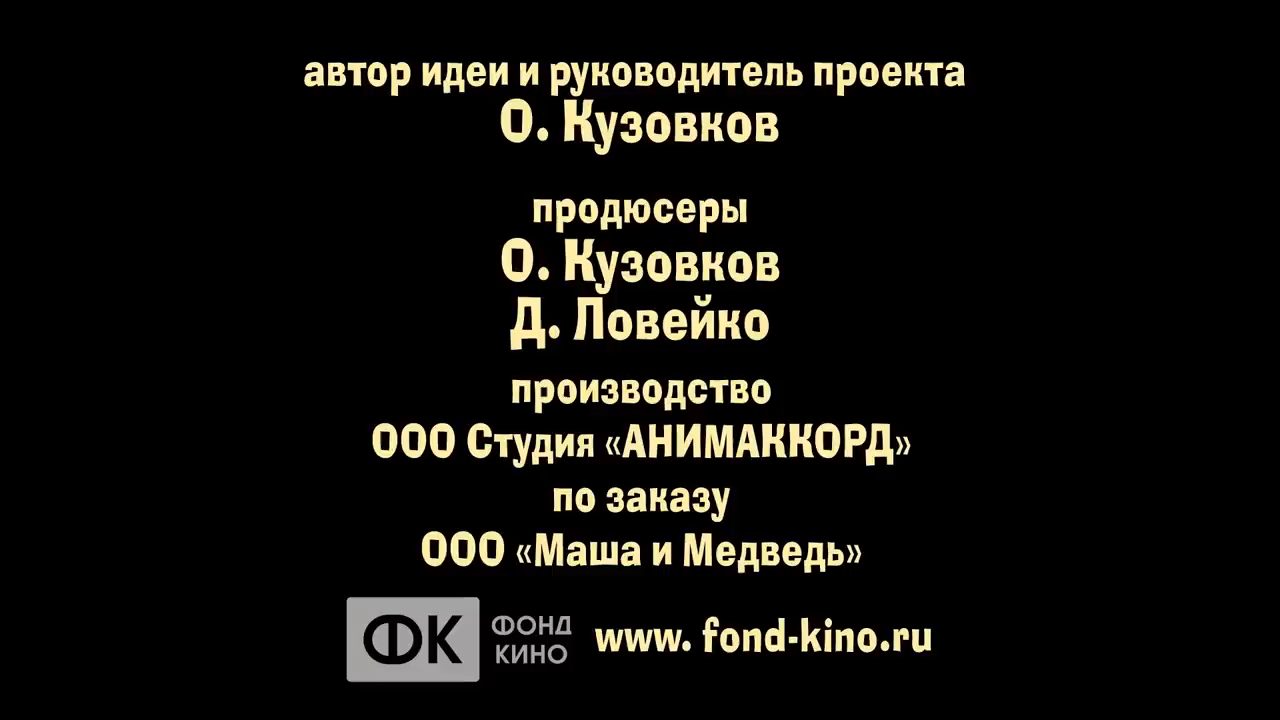 автор идеи и руководитель проекта
О. Кузовков
продюсеры
О. Кузовков
Д. Ловейко
производство
ООО Студия «АНИМАККОРД»
по заказу
ООО «Маша и Медведь»
ФК ФОНД КИНО www. fond-kino.ru